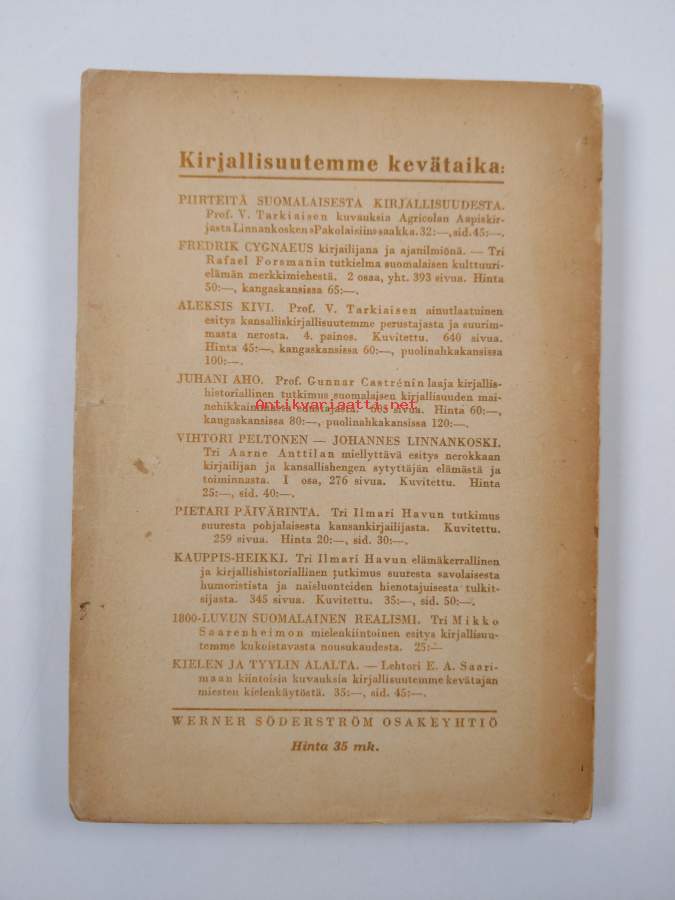 Kirjallisuutemme kevätaika:
PIIRTEITÄ SUOMALAISESTA KIRJALLISUUDESTA.
Prof. V. Tarkiaisen kuvauksia Agricolan Aapiskir-
jasta Linnankosken »Pakolaisiin» saakka. 32:—, sid. 45:—.
FREDRIK CYGNAEUS kirjailijana ja ajanilmiönä. — Tri
Rafael Forsmanin tutkielma suomalaisen kulttuuri-
elämän merkkimiehestä. 2 osaa, yht. 393 sivua. Hinta
50:—, kangaskansissa 65:—.
ALEKSIS KIVI. Prof. V. Tarkiaisen ainutlaatuinen
esitys kansalliskirjallisuutemme perustajasta ja suurim-
masta nerosta. 4. painos. Kuvitettu. 640 sivua.
Hinta 45:—, kangaskansissa 60:—, puolinahkakansissa
100:—.
JUHANI AHO. Prof. Gunnar Castrénin laaja kirjallis-
historiallinen tutkimus suomalaisen kirjallisuuden mai-
nehikkaimmasta edustajasta. 605 sivua. Hinta 60:—,
Antikvariaatti.net
kangaskansissa 80:—, puolinahkakansissa 120:—.
VIHTORI PELTONEN — JOHANNES LINNANKOSKI.
Tri Aarne Anttilan miellyttävä esitys nerokkaan
kirjailijan ja kansallishengen sytyttäjän elämästä ja
toiminnasta. I osa, 276 sivua. Kuvitettu. Hinta
25:—, sid. 40:—.
PIETARI PÄIVÄRINTA. Tri Ilmari Havun tutkimus
suuresta pohjalaisesta kansankirjailijasta. Kuvitettu.
259 sivua. Hinta 20:—, sid. 30:—.
KAUPPIS-HEIKKI. Tri Ilmari Havun elämäkerrallinen
ja kirjallishistoriallinen tutkimus suuresta savolaisesta
humoristista ja naisluonteiden hienotajuisesta tulkit-
sijasta. 345 sivua. Kuvitettu. 35:—, sid. 50:—.
1800-LUVUN SUOMALAINEN REALISMI. Tri Mikko
Saarenheimon mielenkiintoinen esitys kirjallisuu-
temme kukoistavasta nousukaudesta. 25:—
KIELEN JA TYYLIN ALALTA. — Lehtori E. A. Saari-
maan kiintoisia kuvauksia kirjallisuutemme kevätajan
miesten kielenkäytöstä. 35:—, sid. 45:—.
WERNER SÖDERSTRÖM OSAKEYHTIÖ
Hinta 35 mk.